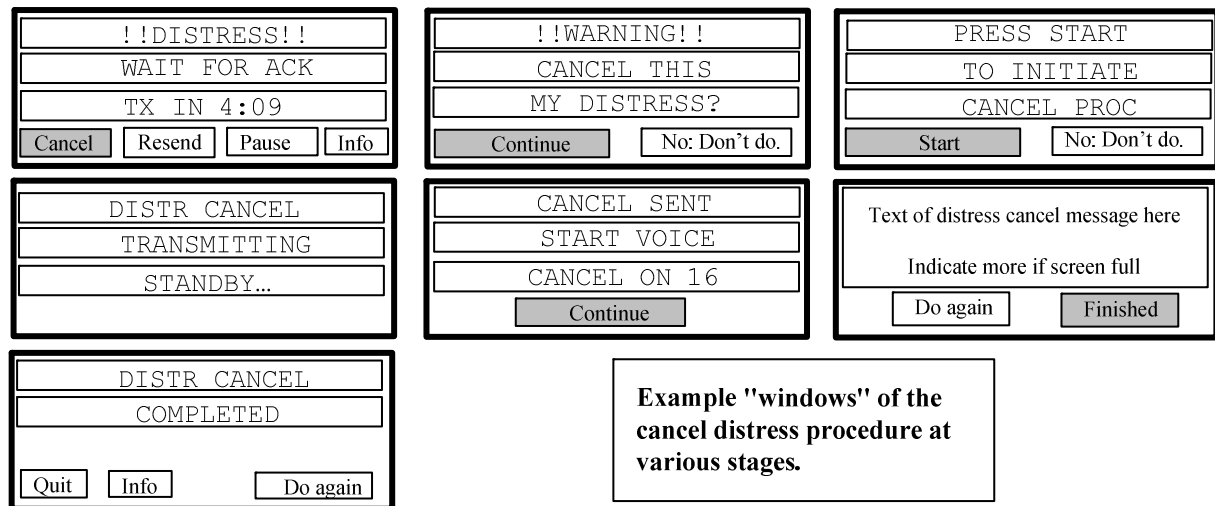 !!DISTRESS!!
WAIT FOR ACK
TX IN 4:09
Cancel Resend Pause Info
!!WARNING!!
CANCEL THIS
MY DISTRESS?
Continue No: Don't do.
PRESS START
TO INITIATE
CANCEL PROC
Start No: Don't do.
DISTR CANCEL
TRANSMITTING
STANDBY…
CANCEL SENT
START VOICE
CANCEL ON 16
Continue
Text of distress cancel message here
Indicate more if screen full
Do again Finished
DISTR CANCEL
COMPLETED
Quit Info Do again
Example "windows" of the
cancel distress procedure at
various stages.